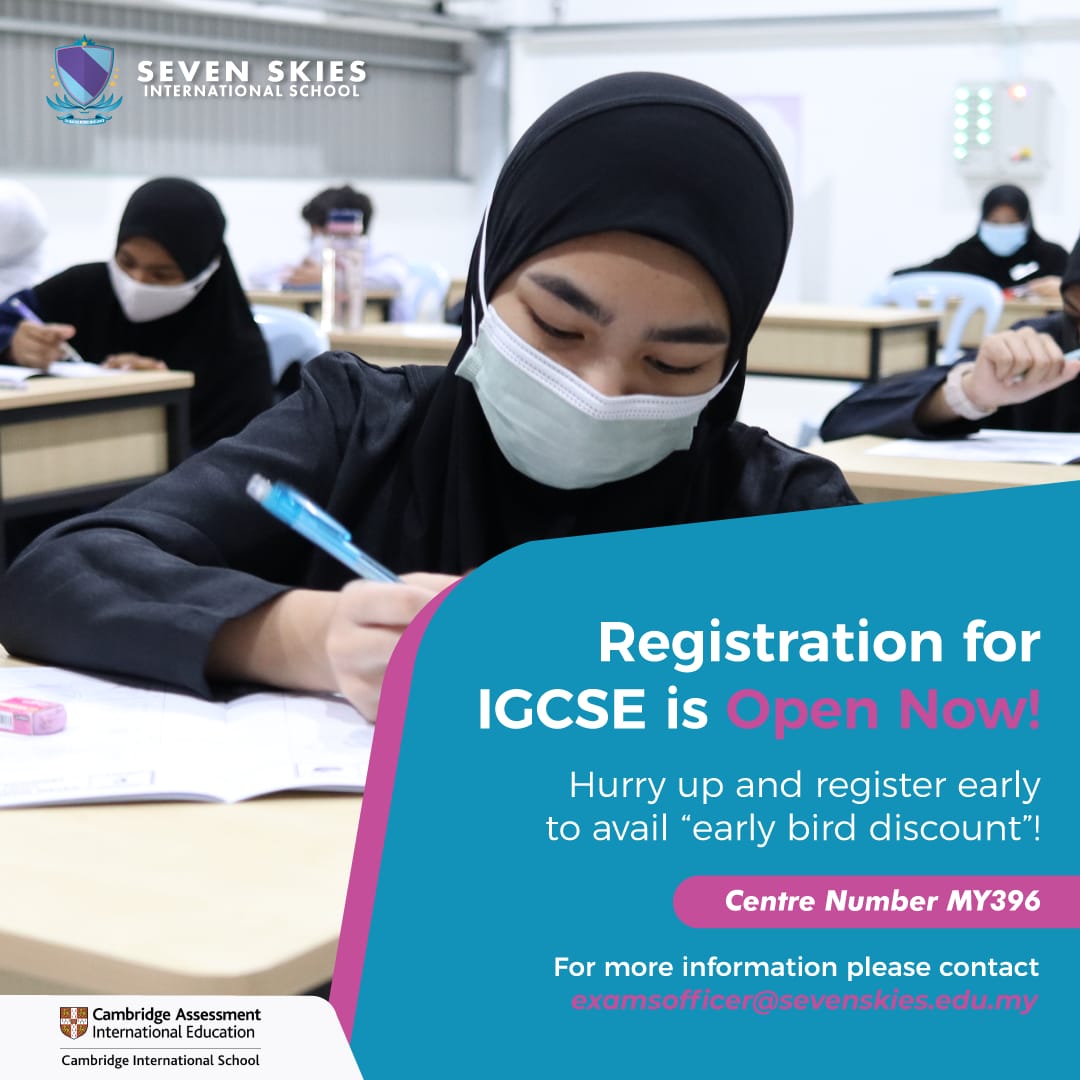 SEVEN SKIES
INTERNATIONAL SCHOOL
Registration for
IGCSE is Open Now!
Hurry up and register early
to avail “early bird discount”!
Centre Number MY396
For more information please contact
examsofficer@sevenskies.edu.my
Cambridge Assessment
International Education
Cambridge International School